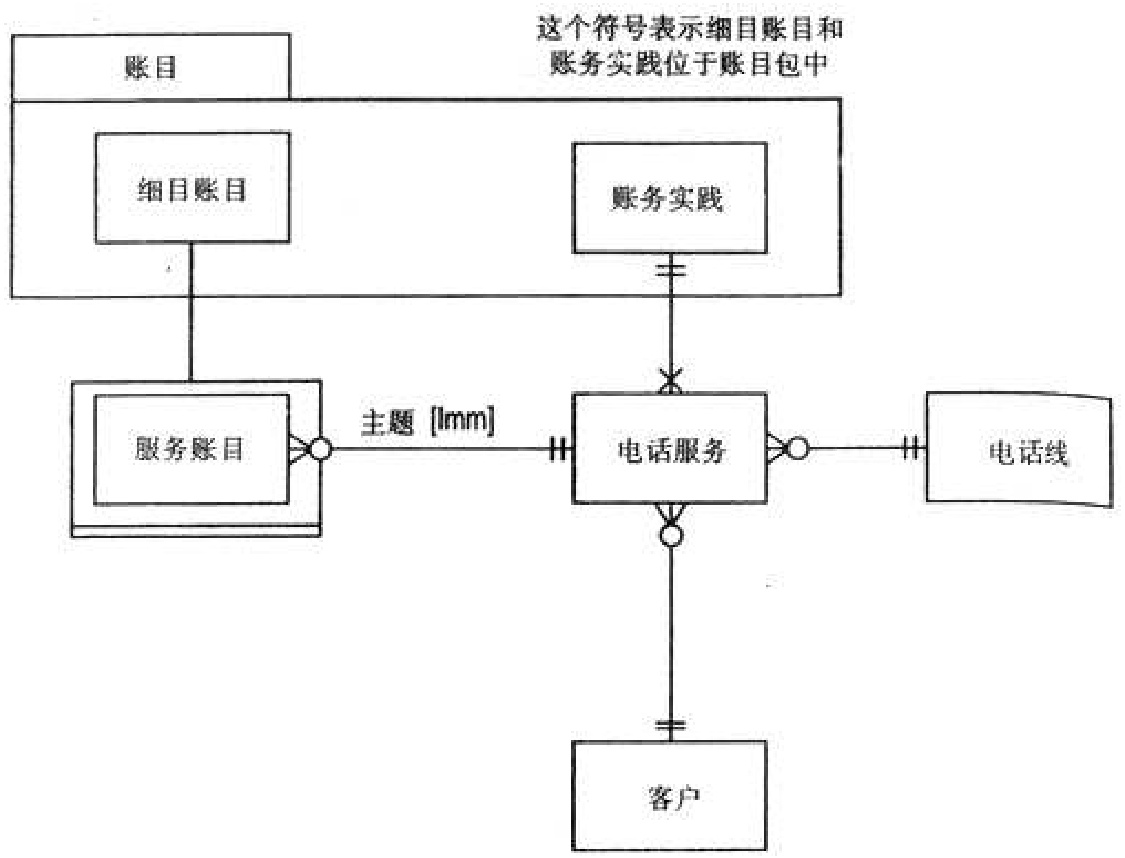 这个符号表示细目账目和
账务实践位于账目包中
账目
细目账目
账务实践
服务账目
主题 [Imm]
电话服务
电话线
客户